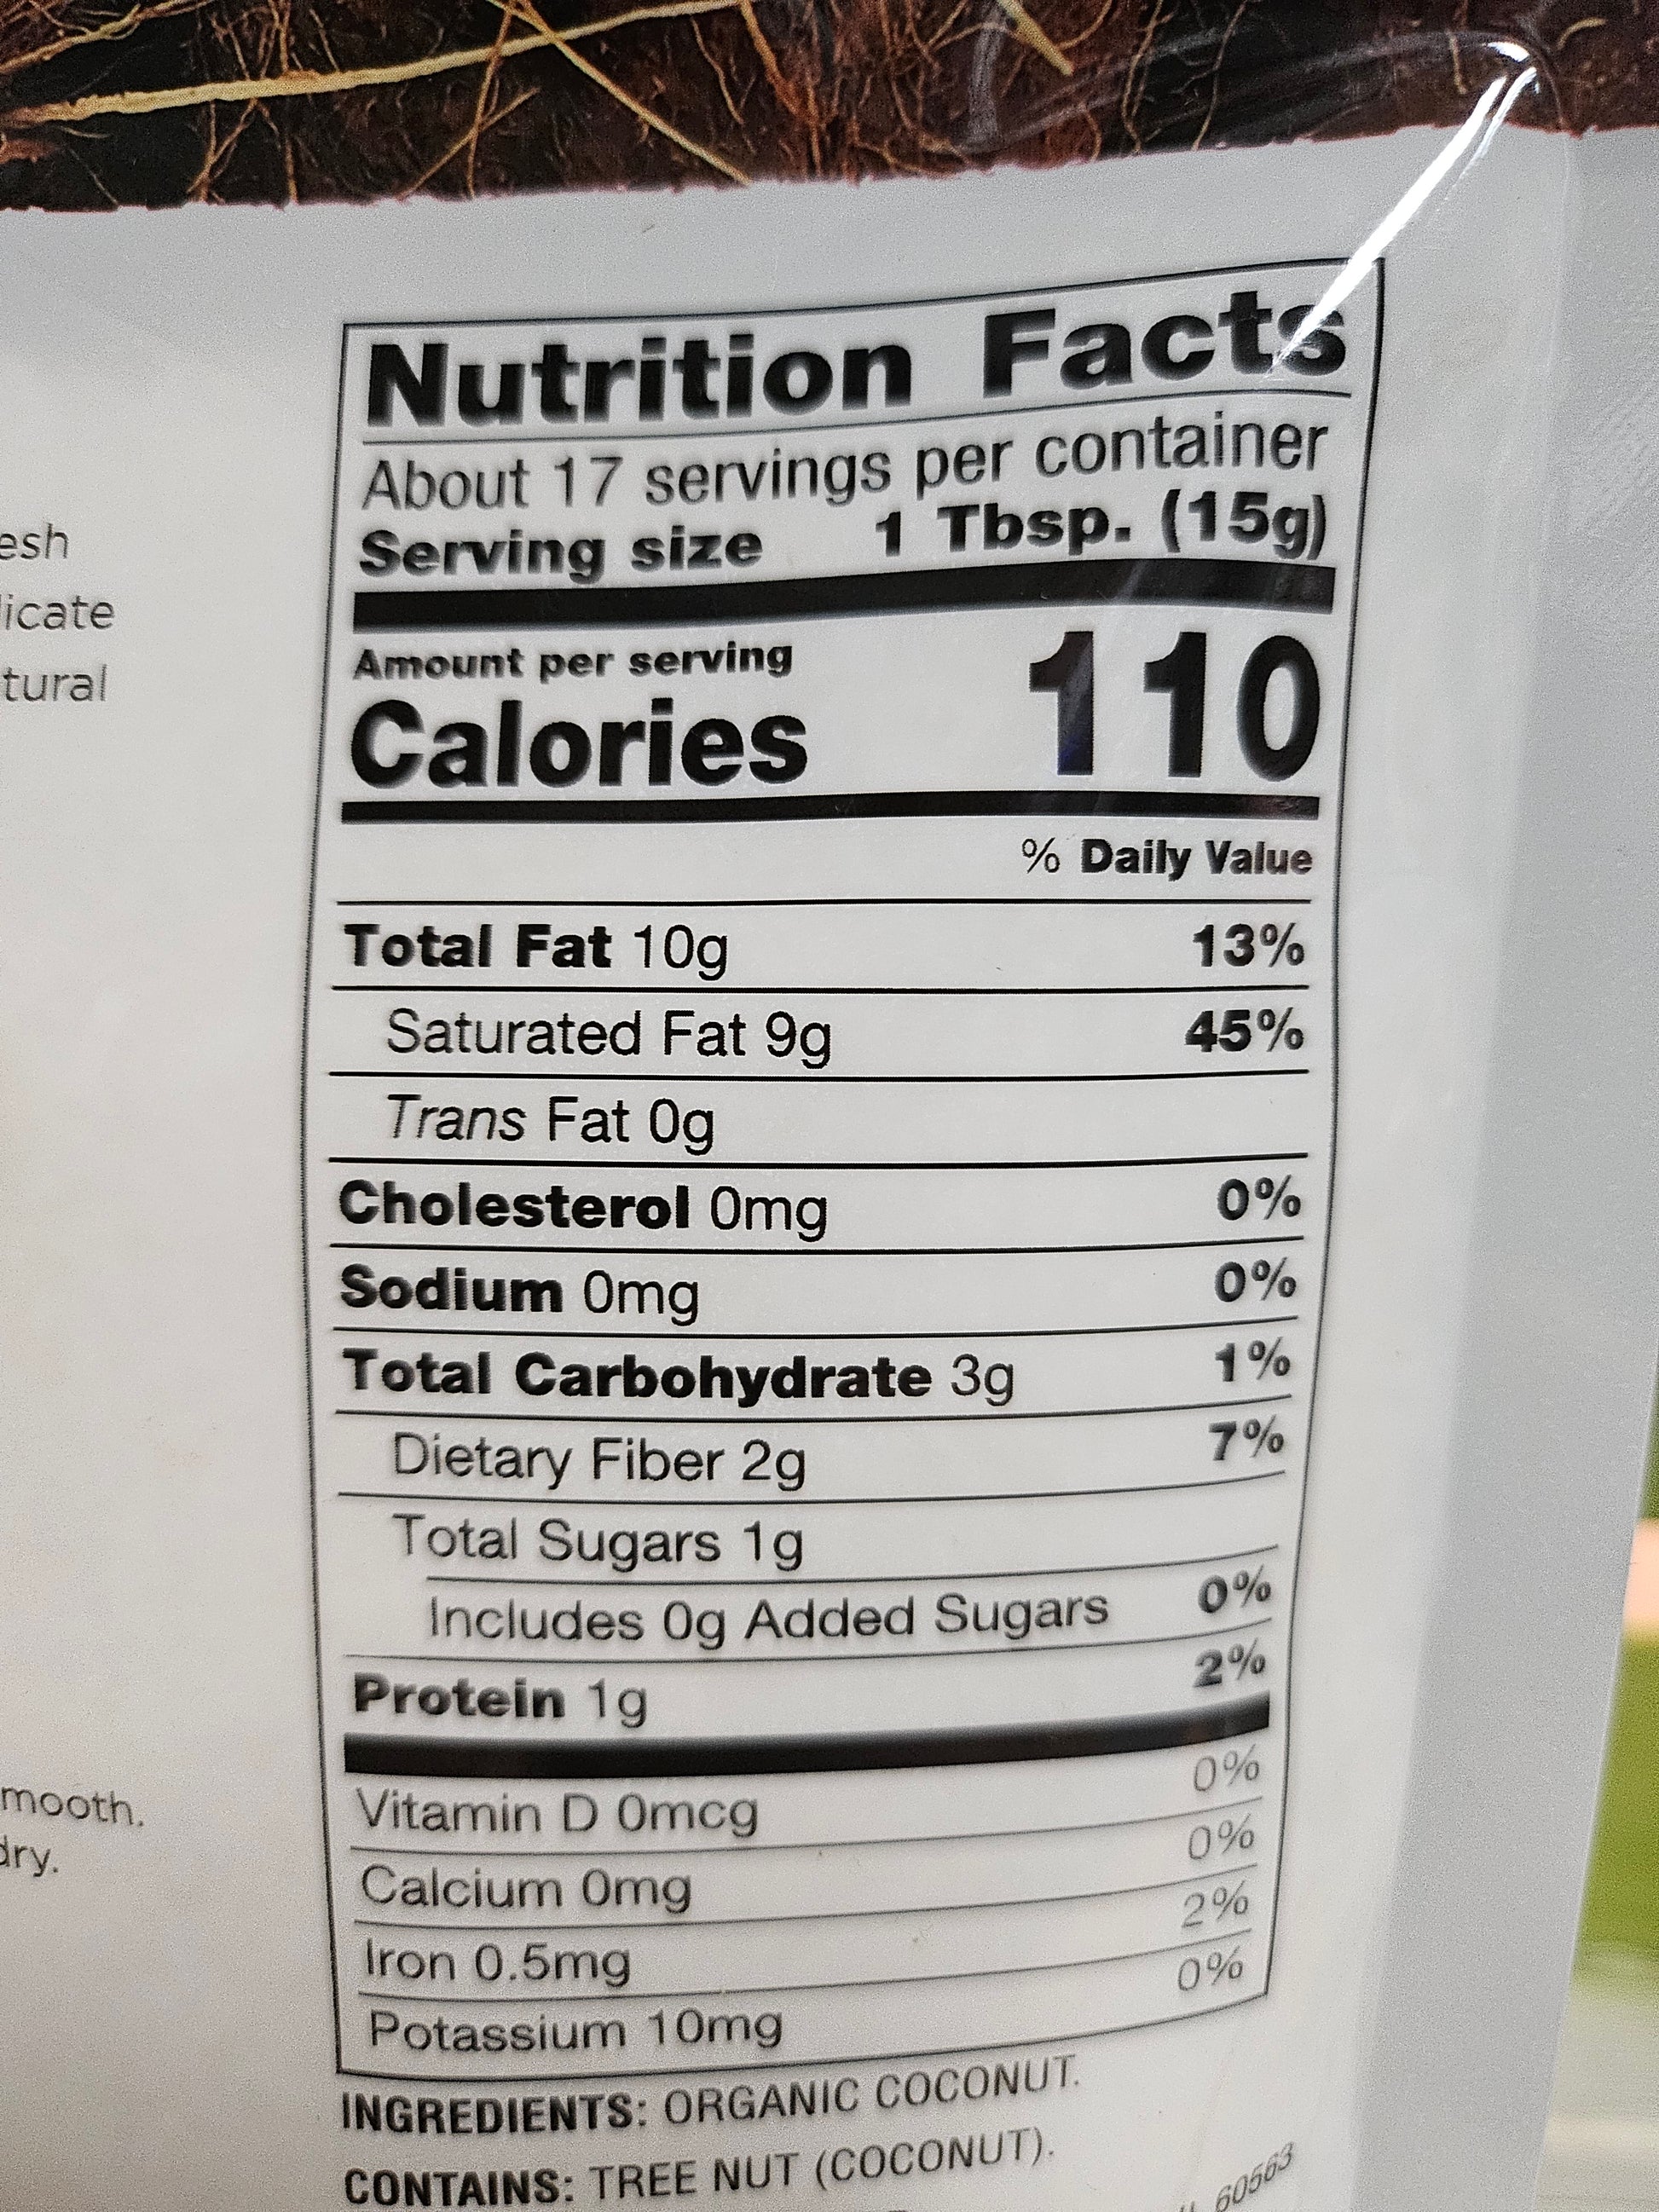 esh
licate
tural
mooth.
dry.
Nutrition Facts
About 17 servings per container
Serving size 1 Tbsp. (15g)
Amount per serving
Calories 110
% Daily Value
Total Fat 10g 13%
Saturated Fat 9g 45%
Trans Fat 0g
Cholesterol 0mg 0%
Sodium 0mg 0%
Total Carbohydrate 3g 1%
Dietary Fiber 2g 7%
Total Sugars 1g
Includes 0g Added Sugars 0%
Protein 1g 2%
Vitamin D 0mcg 0%
Calcium 0mg 0%
Iron 0.5mg 2%
Potassium 10mg 0%
INGREDIENTS: ORGANIC COCONUT.
CONTAINS: TREE NUT (COCONUT).
60563